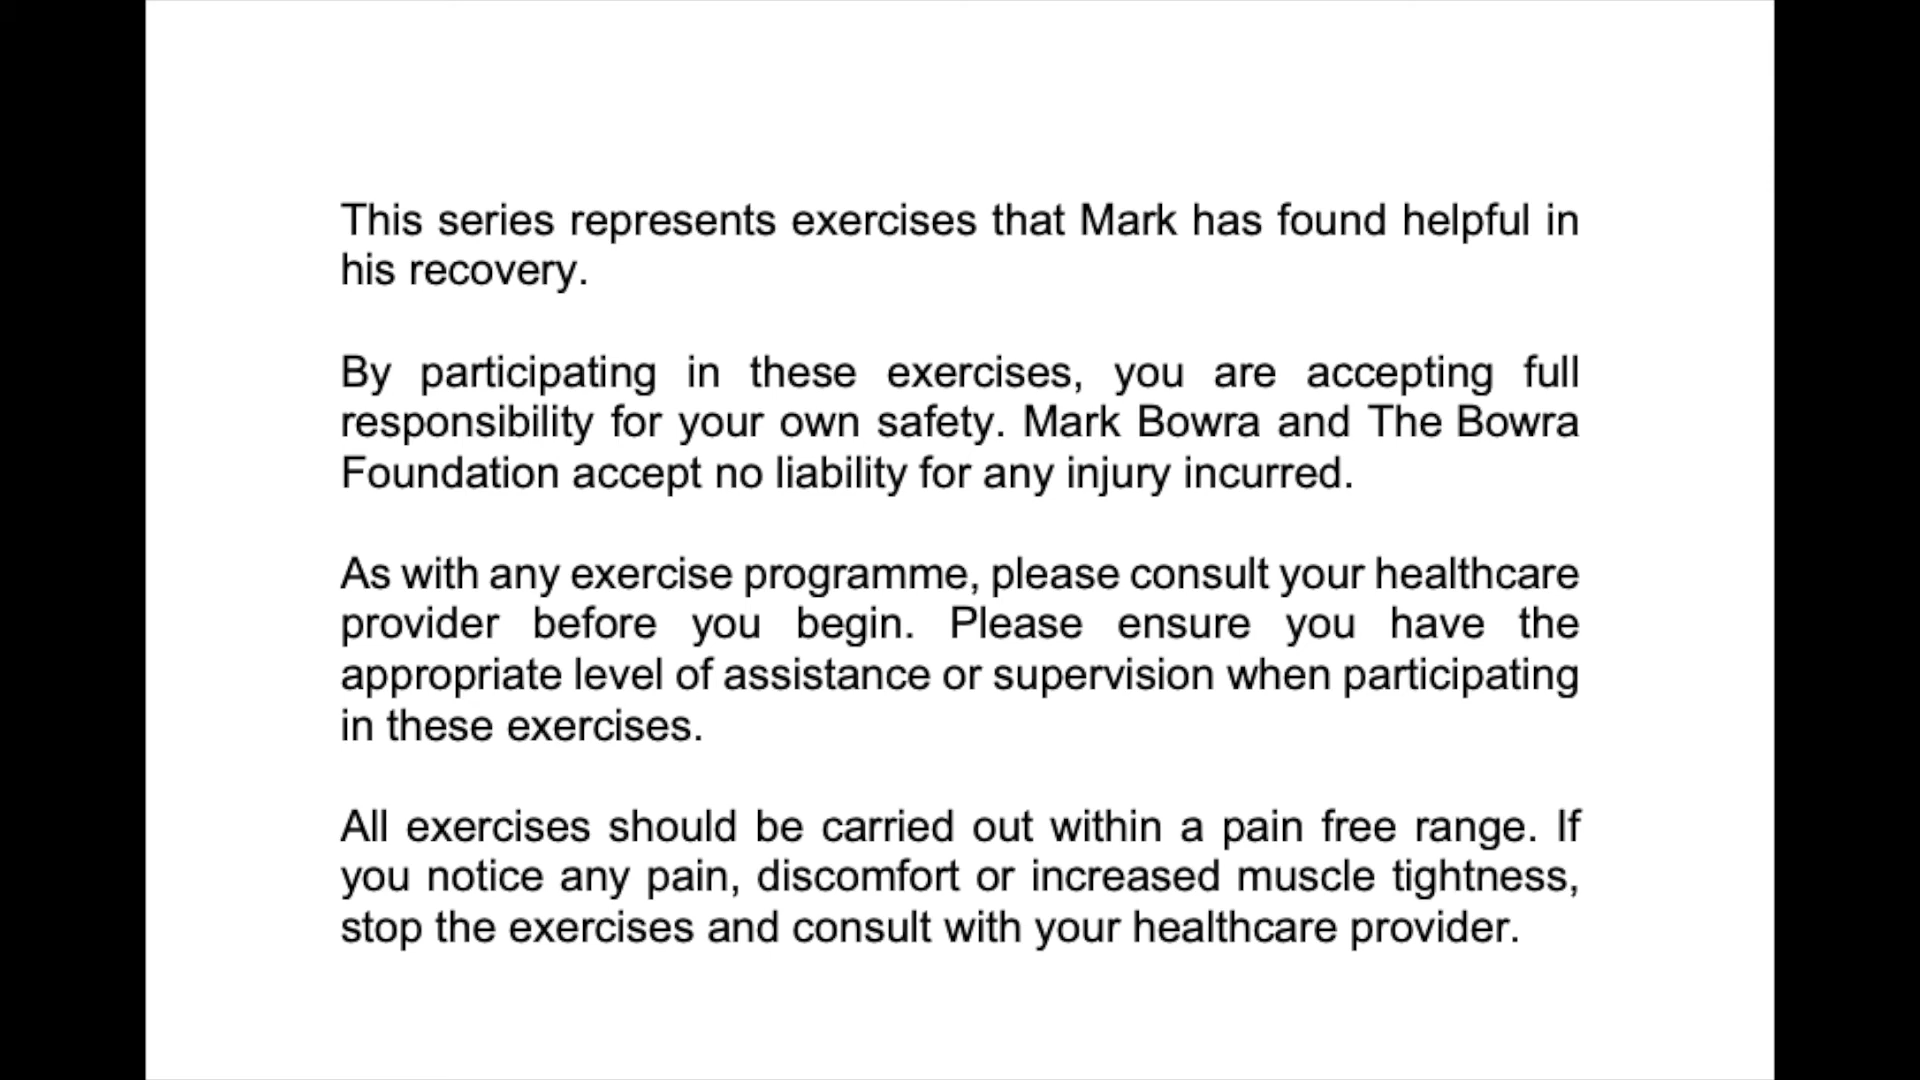 This series represents exercises that Mark has found helpful in
his recovery.
By participating in these exercises, you are accepting full
responsibility for your own safety. Mark Bowra and The Bowra
Foundation accept no liability for any injury incurred.
As with any exercise programme, please consult your healthcare
provider before you begin. Please ensure you have the
appropriate level of assistance or supervision when participating
in these exercises.
All exercises should be carried out within a pain free range. If
you notice any pain, discomfort or increased muscle tightness,
stop the exercises and consult with your healthcare provider.